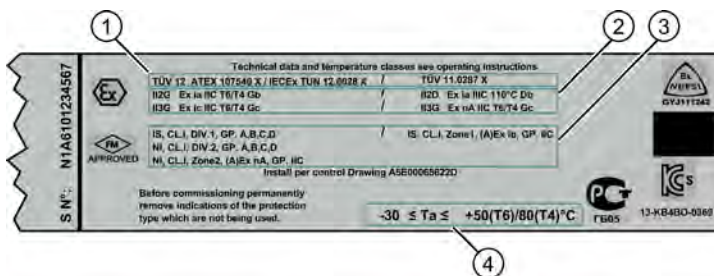 1
2
3
Technical data and temperature classes see operating instructions
TÜV 12 ATEX 107540 X / IECEx TUN 12.0028 X / TÜV 11.0287 X
II2G Ex ia IIC T6/T4 Gb / II2D Ex ia IIIC 110°C Db
II3G Ex ic IIC T6/T4 Gc II3G Ex nA IIC T6/T4 Gc
IS, CL.I, DIV.1, GP. A,B,C,D / IS, CL.I, Zone1, (A)Ex ib, GP. IIC
NI, CL.I, DIV.2, GP. A,B,C,D
NI, CL.I, Zone2, (A)Ex nA, GP. IIC
Install per control Drawing A5E00065622D
Before commissioning permanently
remove indications of the protection
type which are not being used.
-30 ≤ Ta ≤ +50(T6)/80(T4)°C
S N°: N1A6101234567
Ex
FM
APPROVED
Ex
NEPSI
GYJ111242
ГБ05
13-KB4BO-0369
4